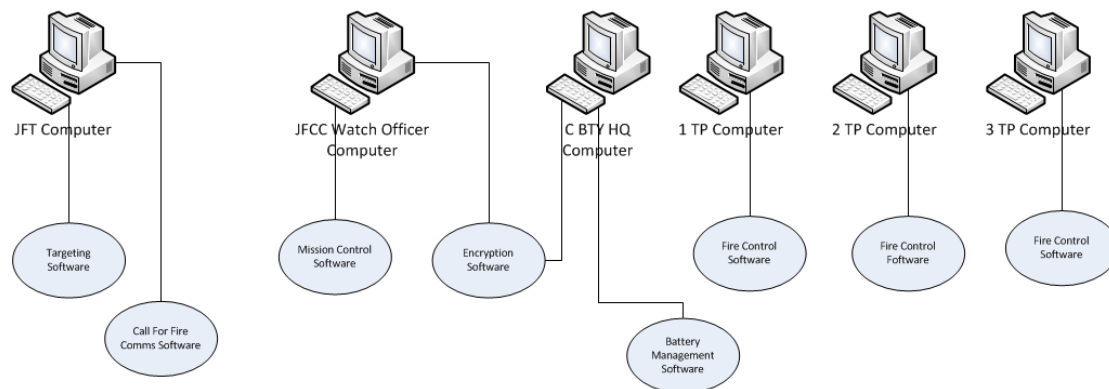 JFT Computer
JFCC Watch Officer
Computer
C BTY HQ
Computer
1 TP Computer
2 TP Computer
3 TP Computer
Targeting
Software
Mission Control
Software
Encryption
Software
Fire Control
Software
Fire Control
Foftware
Fire Control
Software
Call For Fire
Comms Software
Battery
Management
Software